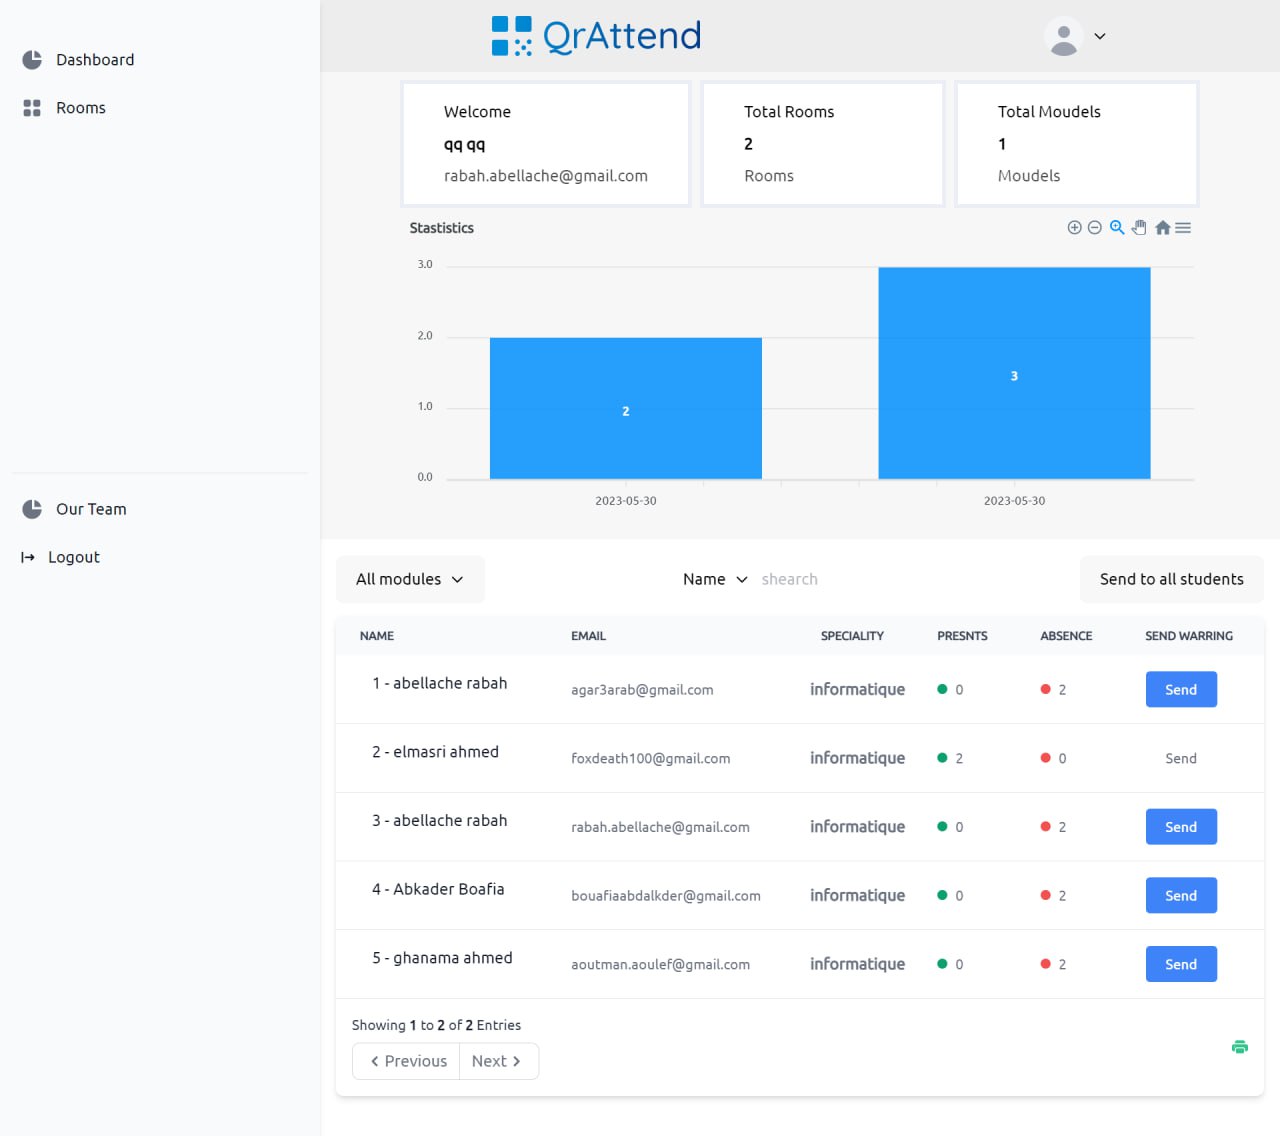 QrAttend
Dashboard
Rooms
Our Team
Logout
Welcome
qq qq
rabah.abellache@gmail.com
Total Rooms
2
Rooms
Total Moudels
1
Moudels
Stastistics
3.0
2.0
1.0
0.0
2
3
2023-05-30 2023-05-30
All modules Name shearch Send to all students
NAME EMAIL SPECIALITY PRESNTS ABSENCE SEND WARRING
1 - abellache rabah agar3arab@gmail.com informatique 0 2 Send
2 - elmasri ahmed foxdeath100@gmail.com informatique 2 0 Send
3 - abellache rabah rabah.abellache@gmail.com informatique 0 2 Send
4 - Abkader Boafia bouafiaabdalkder@gmail.com informatique 0 2 Send
5 - ghanama ahmed aoutman.aoulef@gmail.com informatique 0 2 Send
Showing 1 to 2 of 2 Entries
Previous Next